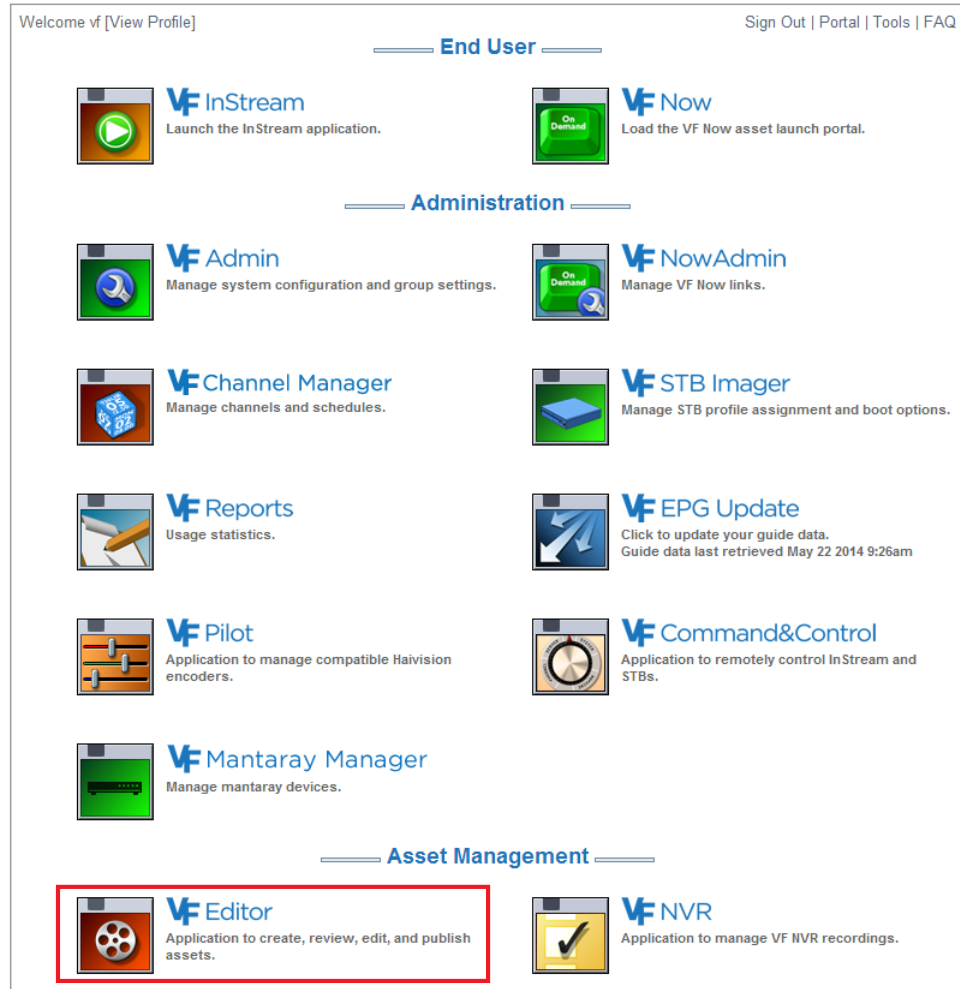 Welcome vf [View Profile]
Sign Out | Portal | Tools | FAQ
End User
VF InStream
Launch the InStream application.
On Demand
VF Now
Load the VF Now asset launch portal.
Administration
VF Admin
Manage system configuration and group settings.
On Demand
VF NowAdmin
Manage VF Now links.
VF Channel Manager
Manage channels and schedules.
VF STB Imager
Manage STB profile assignment and boot options.
VF Reports
Usage statistics.
VF EPG Update
Click to update your guide data.
Guide data last retrieved May 22 2014 9:26am
VF Pilot
Application to manage compatible Haivision
encoders.
VF Command&Control
Application to remotely control InStream and
STBs.
VF Mantaray Manager
Manage mantaray devices.
Asset Management
VF Editor
Application to create, review, edit, and publish
assets.
VF NVR
Application to manage VF NVR recordings.